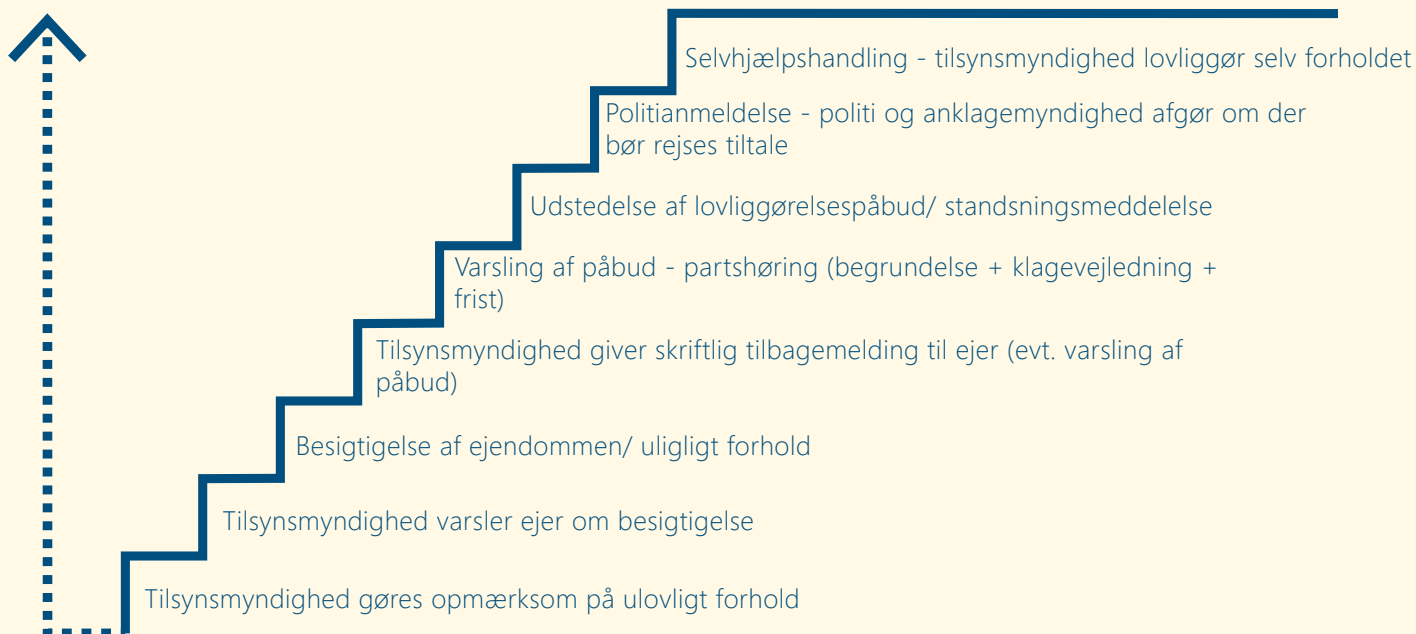 Selvhjælpshandling - tilsynsmyndighed lovliggør selv forholdet
Politianmeldelse - politi og anklagemyndighed afgør om der
bør rejses tiltale
Udstedelse af lovliggørelsespåbud/ standsningsmeddelelse
Varsling af påbud - partshøring (begrundelse + klagevejledning +
frist)
Tilsynsmyndighed giver skriftlig tilbagemelding til ejer (evt. varsling af
påbud)
Besigtigelse af ejendommen/ uligligt forhold
Tilsynsmyndighed varsler ejer om besigtigelse
Tilsynsmyndighed gøres opmærksom på ulovligt forhold